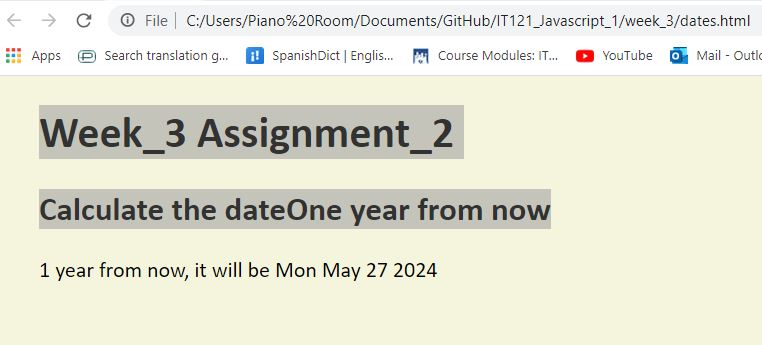 File | C:/Users/Piano%20Room/Documents/GitHub/IT121_Javascript_1/week_3/dates.html
Apps Search translation g... SpanishDict | Englis... Course Modules: IT... YouTube Mail - Outlo
Week_3 Assignment_2
Calculate the dateOne year from now
1 year from now, it will be Mon May 27 2024